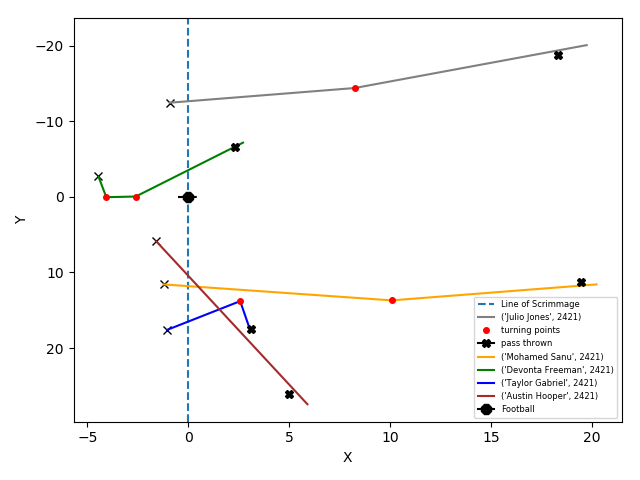 −20
−10
0
10
20
Y
−5
0
5
10
15
20
X
Line of Scrimmage
('Julio Jones', 2421)
turning points
pass thrown
('Mohamed Sanu', 2421)
('Devonta Freeman', 2421)
('Taylor Gabriel', 2421)
('Austin Hooper', 2421)
Football